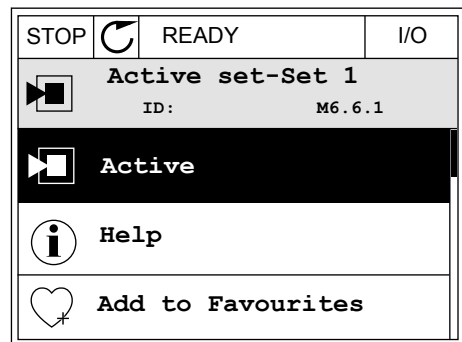 STOP READY I/O
Active set-Set 1
ID: M6.6.1
Active
Help
Add to Favourites